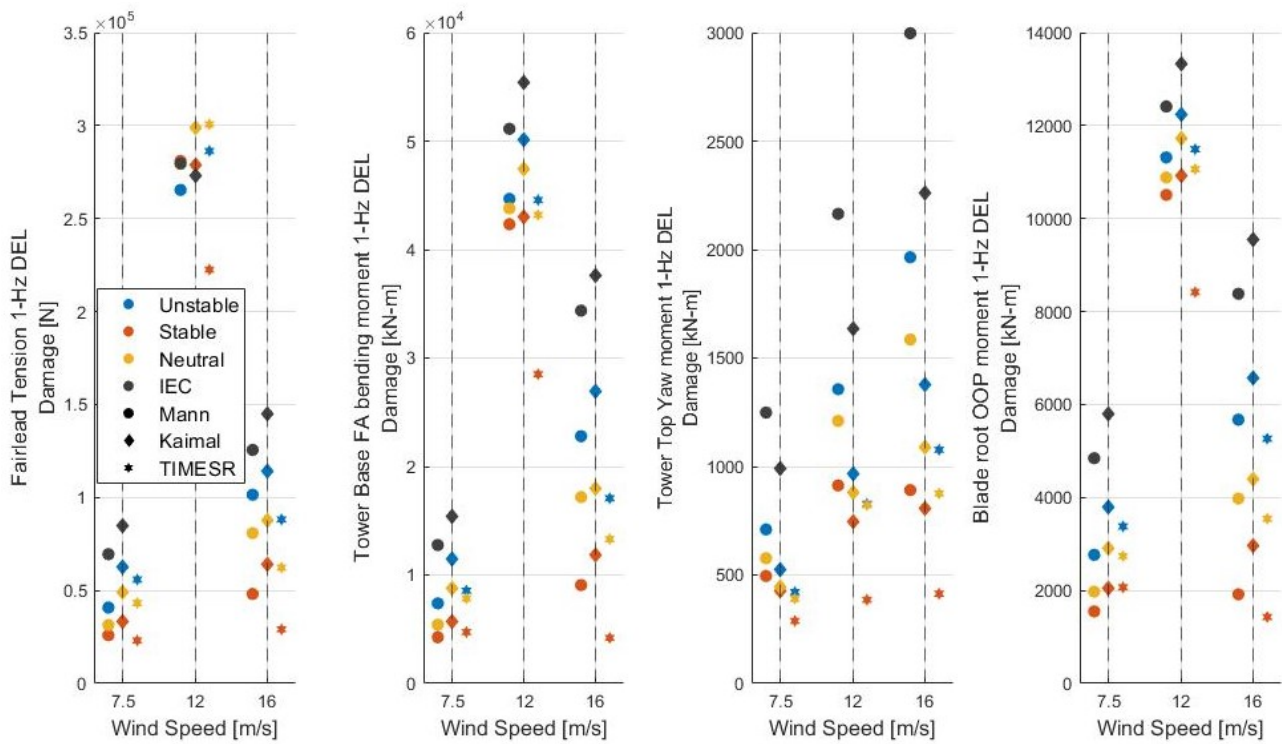 ×10^5
3.5
3
2.5
2
1.5
1
0.5
0
Fairlead Tension 1-Hz DEL
Damage [N]
Unstable
Stable
Neutral
IEC
Mann
Kaimal
TIMESR
7.5 12 16
Wind Speed [m/s]
×10^4
6
5
4
3
2
1
0
Tower Base FA bending moment 1-Hz DEL
Damage [kN-m]
7.5 12 16
Wind Speed [m/s]
3000
2500
2000
1500
1000
500
0
Tower Top Yaw moment 1-Hz DEL
Damage [kN-m]
7.5 12 16
Wind Speed [m/s]
14000
12000
10000
8000
6000
4000
2000
0
Blade root OOP moment 1-Hz DEL
Damage [kN-m]
7.5 12 16
Wind Speed [m/s]